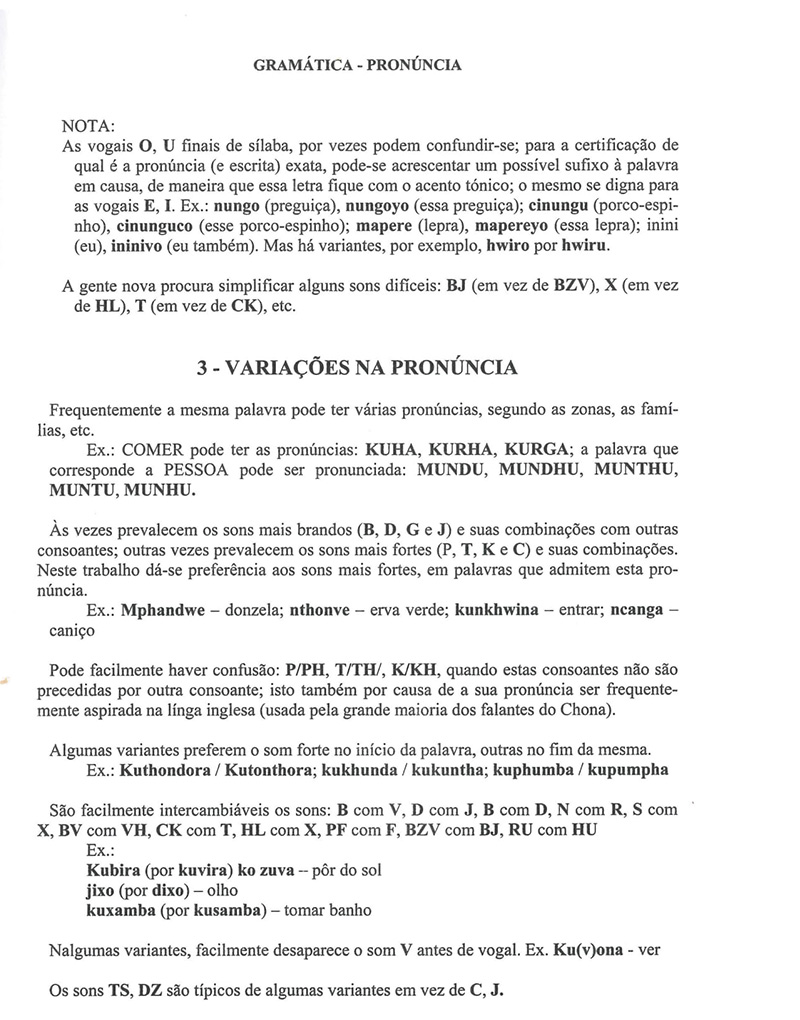 GRAMÁTICA - PRONÚNCIA
NOTA:
As vogais O, U finais de sílaba, por vezes podem confundir-se; para a certificação de
qual é a pronúncia (e escrita) exata, pode-se acrescentar um possível sufixo à palavra
em causa, de maneira que essa letra fique com o acento tónico; o mesmo se digna para
as vogais E, I. Ex.: nungo (preguiça), nungoyo (essa preguiça); cinungu (porco-espi-
nho), cinunguco (esse porco-espinho); mapere (lepra), mapereyo (essa lepra); inini
(eu), ininivo (eu também). Mas há variantes, por exemplo, hwiro por hwiru.
A gente nova procura simplificar alguns sons difíceis: BJ (em vez de BZV), X (em vez
de HL), T (em vez de CK), etc.
3 - VARIAÇÕES NA PRONÚNCIA
Frequentemente a mesma palavra pode ter várias pronúncias, segundo as zonas, as famí-
lias, etc.
Ex.: COMER pode ter as pronúncias: KUHA, KURHA, KURGA; a palavra que
corresponde a PESSOA pode ser pronunciada: MUNDU, MUNDHU, MUNTHU,
MUNTU, MUNHU.
Às vezes prevalecem os sons mais brandos (B, D, G e J) e suas combinações com outras
consoantes; outras vezes prevalecem os sons mais fortes (P, T, K e C) e suas combinações.
Neste trabalho dá-se preferência aos sons mais fortes, em palavras que admitem esta pro-
núncia.
Ex.: Mphandwe – donzela; nthonve – erva verde; kunkhwina – entrar; ncanga –
caniço
Pode facilmente haver confusão: P/PH, T/TH/, K/KH, quando estas consoantes não são
precedidas por outra consoante; isto também por causa de a sua pronúncia ser frequente-
mente aspirada na línga inglesa (usada pela grande maioria dos falantes do Chona).
Algumas variantes preferem o som forte no início da palavra, outras no fim da mesma.
Ex.: Kuthondora / Kutonthora; kukhunda / kukuntha; kuphumba / kupumpha
São facilmente intercambiáveis os sons: B com V, D com J, B com D, N com R, S com
X, BV com VH, CK com T, HL com X, PF com F, BZV com BJ, RU com HU
Ex.:
Kubira (por kuvira) ko zuva – pôr do sol
jixo (por dixo) – olho
kuxamba (por kusamba) – tomar banho
Nalgumas variantes, facilmente desaparece o som V antes de vogal. Ex. Ku(v)ona - ver
Os sons TS, DZ são típicos de algumas variantes em vez de C, J.